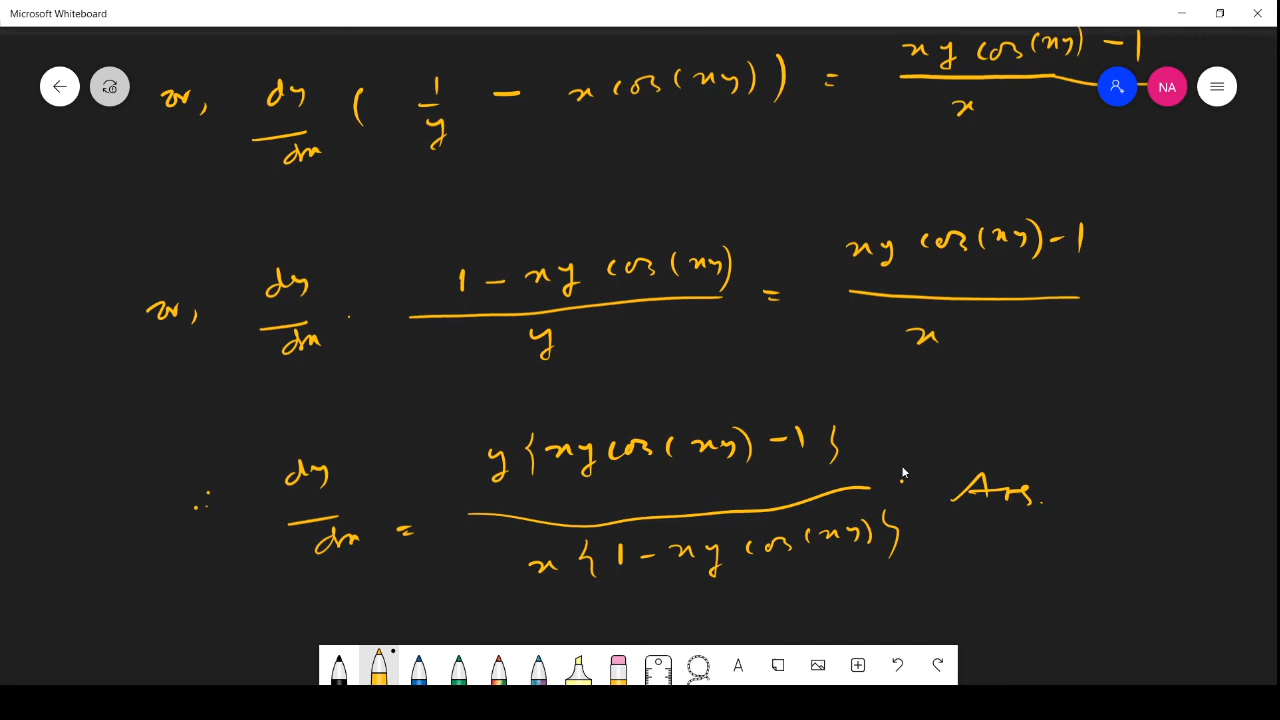 Microsoft Whiteboard
or, dy/dx ( 1/y - x cos(xy) ) = (xy cos(xy) - 1)/x
NA
or, dy/dx . (1 - xy cos(xy))/y = (xy cos(xy) - 1)/x
∴ dy/dx = y{xy cos(xy) - 1} / x{1 - xy cos(xy)} . Ans.